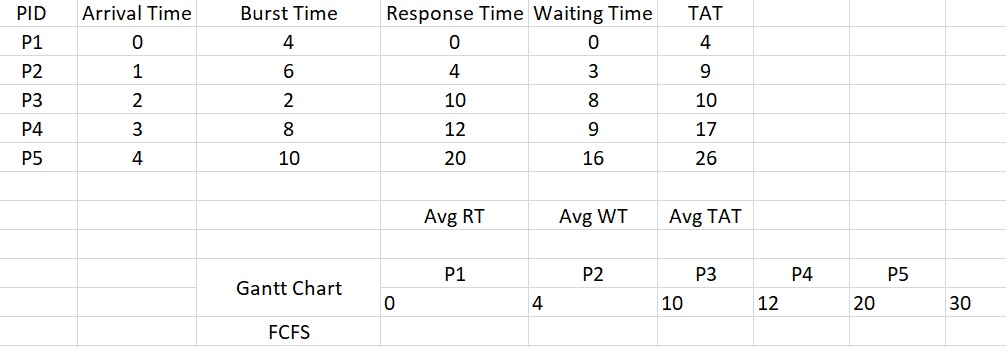 PID Arrival Time Burst Time Response Time Waiting Time TAT
P1 0 4 0 0 4
P2 1 6 4 3 9
P3 2 2 10 8 10
P4 3 8 12 9 17
P5 4 10 20 16 26
Avg RT Avg WT Avg TAT
P1 P2 P3 P4 P5
Gantt Chart
0 4 10 12 20 30
FCFS